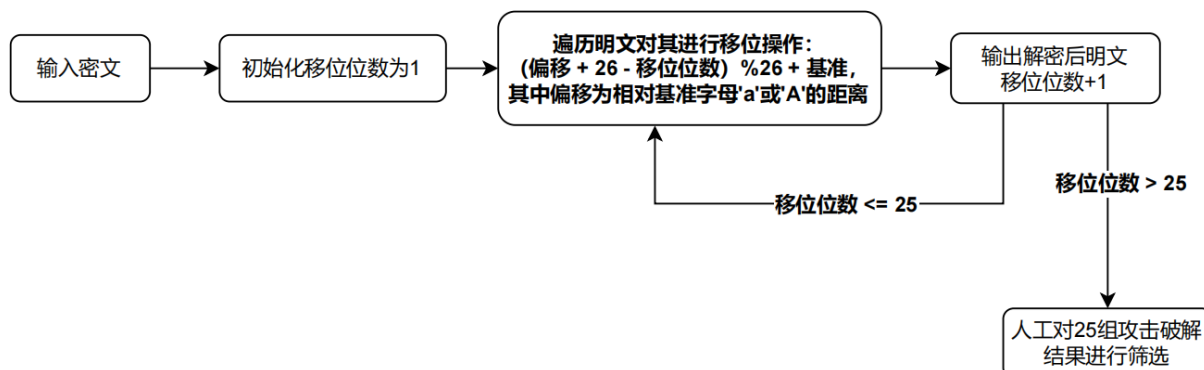 输入密文
初始化移位位数为1
遍历明文对其进行移位操作：
（偏移 + 26 - 移位位数）%26 + 基准，
其中偏移为相对基准字母'a'或'A'的距离
输出解密后明文
移位位数+1
移位位数 <= 25
移位位数 > 25
人工对25组攻击破解
结果进行筛选